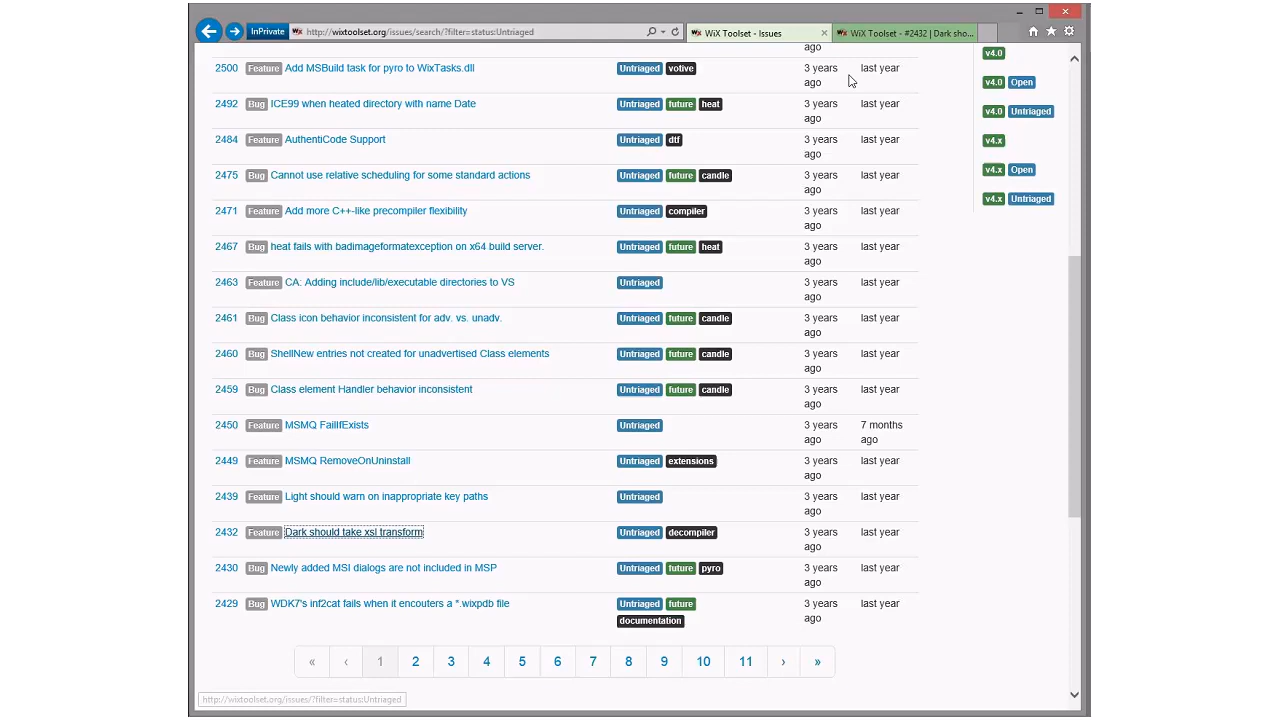 InPrivate http://wixtoolset.org/issues/search/?filter=status:Untriaged WiX Toolset - Issues WiX Toolset - #2432 | Dark sho...
ago
v4.0
2500 Feature Add MSBuild task for pyro to WixTasks.dll Untriaged votive 3 years last year
ago
v4.0 Open
2492 Bug ICE99 when heated directory with name Date Untriaged future heat 3 years last year
ago
v4.0 Untriaged
2484 Feature AuthentiCode Support Untriaged dtf 3 years last year
ago
v4.x
2475 Bug Cannot use relative scheduling for some standard actions Untriaged future candle 3 years last year
ago
v4.x Open
2471 Feature Add more C++-like precompiler flexibility Untriaged compiler 3 years last year
ago
v4.x Untriaged
2467 Bug heat fails with badimageformatexception on x64 build server. Untriaged future heat 3 years last year
ago
2463 Feature CA: Adding include/lib/executable directories to VS Untriaged 3 years last year
ago
2461 Bug Class icon behavior inconsistent for adv. vs. unadv. Untriaged future candle 3 years last year
ago
2460 Bug ShellNew entries not created for unadvertised Class elements Untriaged future candle 3 years last year
ago
2459 Bug Class element Handler behavior inconsistent Untriaged future candle 3 years last year
ago
2450 Feature MSMQ FailIfExists Untriaged 3 years 7 months
ago ago
2449 Feature MSMQ RemoveOnUninstall Untriaged extensions 3 years last year
ago
2439 Feature Light should warn on inappropriate key paths Untriaged 3 years last year
ago
2432 Feature Dark should take xsl transform Untriaged decompiler 3 years last year
ago
2430 Bug Newly added MSI dialogs are not included in MSP Untriaged future pyro 3 years last year
ago
2429 Bug WDK7's inf2cat fails when it encouters a *.wixpdb file Untriaged future 3 years last year
documentation ago
« ‹ 1 2 3 4 5 6 7 8 9 10 11 › »
http://wixtoolset.org/issues/?filter=status:Untriaged